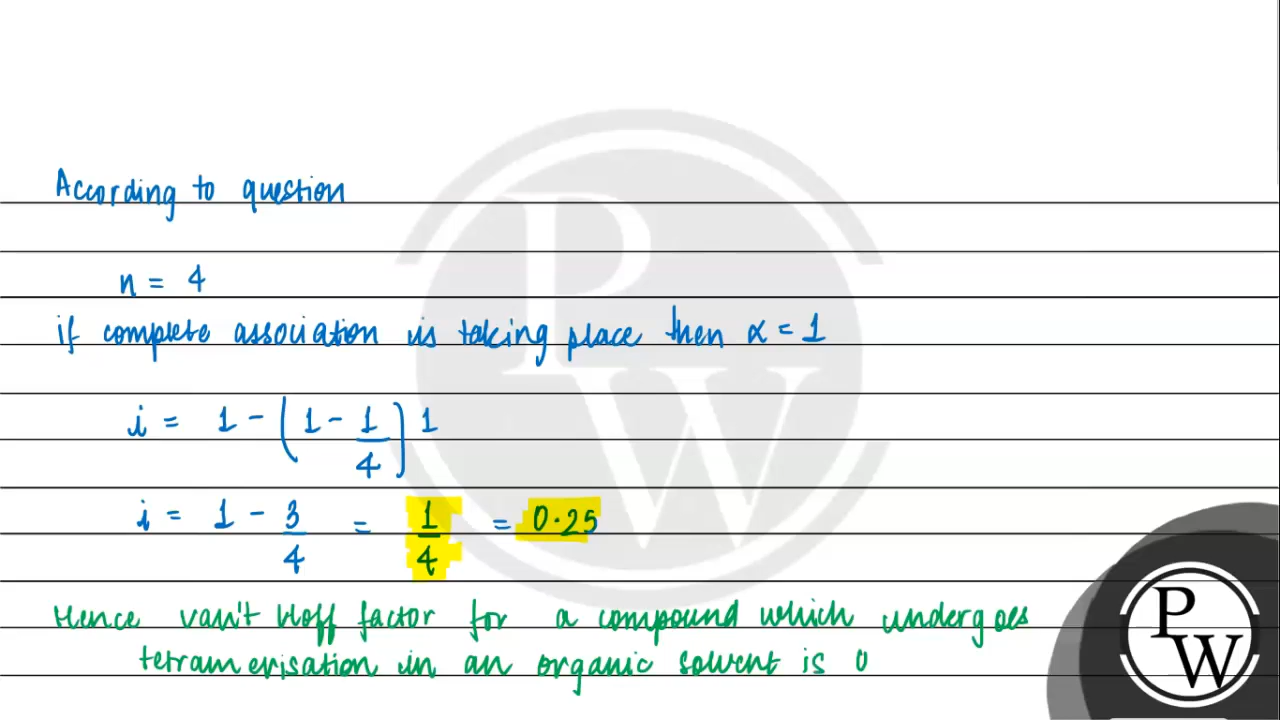 According to question
n = 4
if complete association is taking place then α = 1
i = 1 - (1 - 1/4) 1
i = 1 - 3/4 = 1/4 = 0.25
Hence van't Hoff factor for a compound which undergoes
tetramerisation in an organic solvent is 0
P
W
P
W